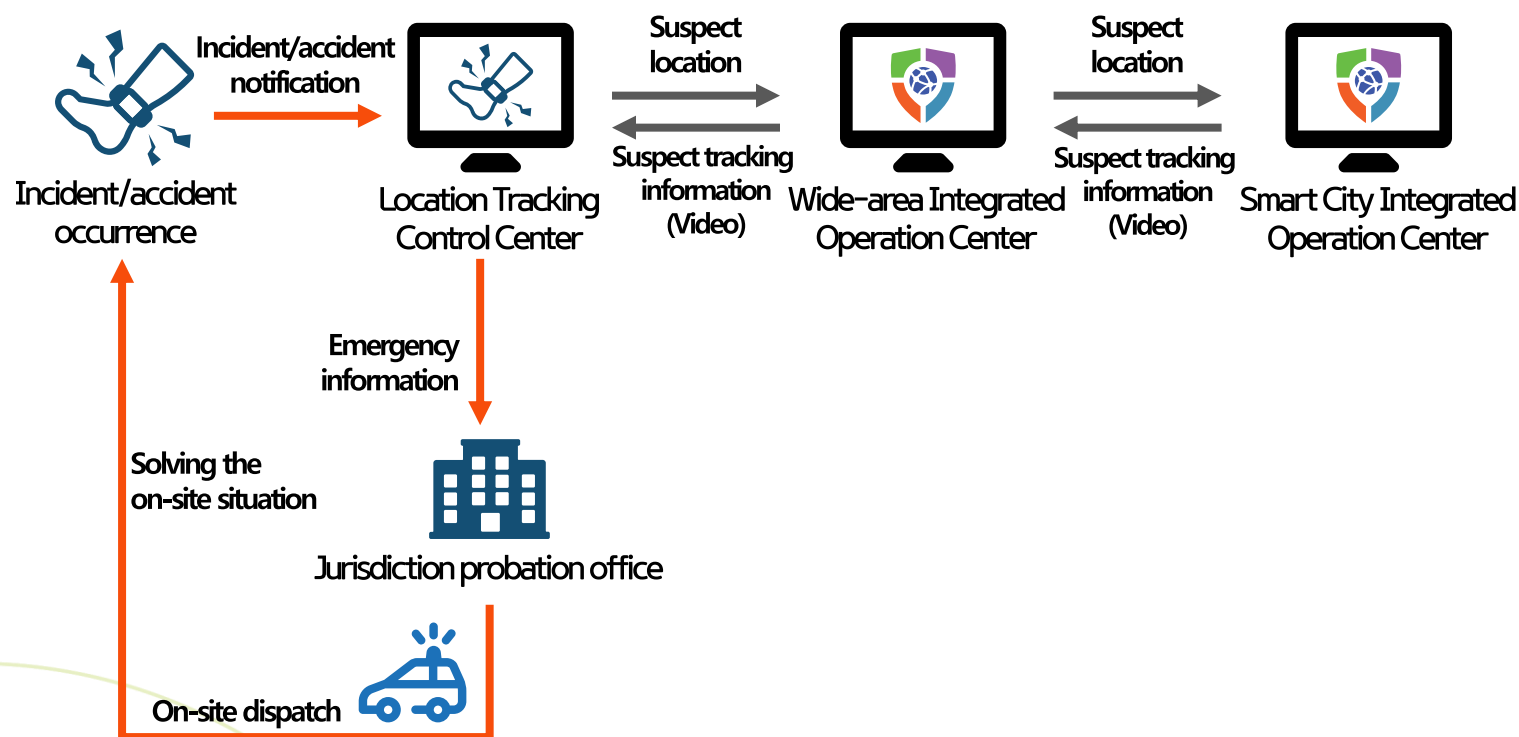 Incident/accident
notification
Suspect
location
Suspect
location
Suspect tracking
information
(Video)
Suspect tracking
information
(Video)
Incident/accident
occurrence
Location Tracking
Control Center
Wide-area Integrated
Operation Center
Smart City Integrated
Operation Center
Emergency
information
Solving the
on-site situation
Jurisdiction probation office
On-site dispatch